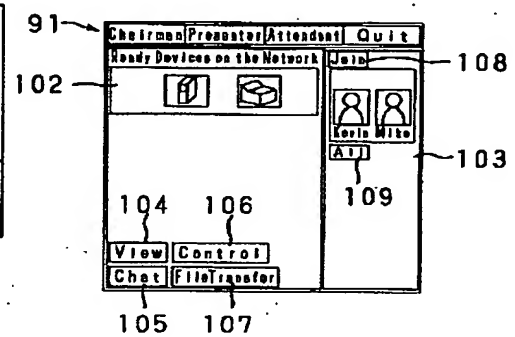 91
Chairman Presenter Attendant Quit
Handy Devices on the Network
Join
108
102
Kevin Mike
103
All
109
104 106
View Control
Chat FileTransfer
105 107